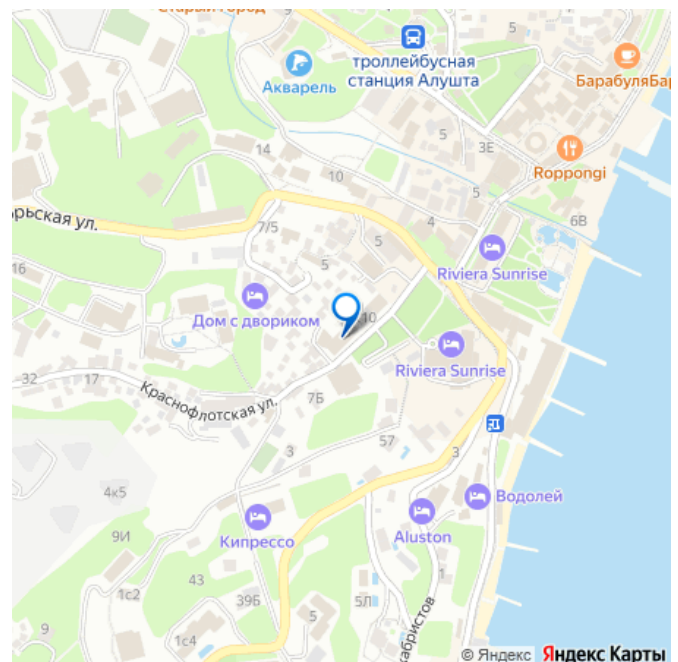 Старый город
троллейбусная
станция Алушта
Акварель
БарабуляБар
5
3Е
14
Roppongi
10
5
6В
орьская ул.
7/5
4
5
5
Riviera Sunrise
16
Дом с двориком
10
Riviera Sunrise
32
17
Краснофлотская ул.
7Б
57
3
3
4к5
Водолей
9И
Кипрессо
Aluston
43
1с2
39Б
1
5Л
5
9
1с4
кабристов
© Яндекс Яндекс Карты